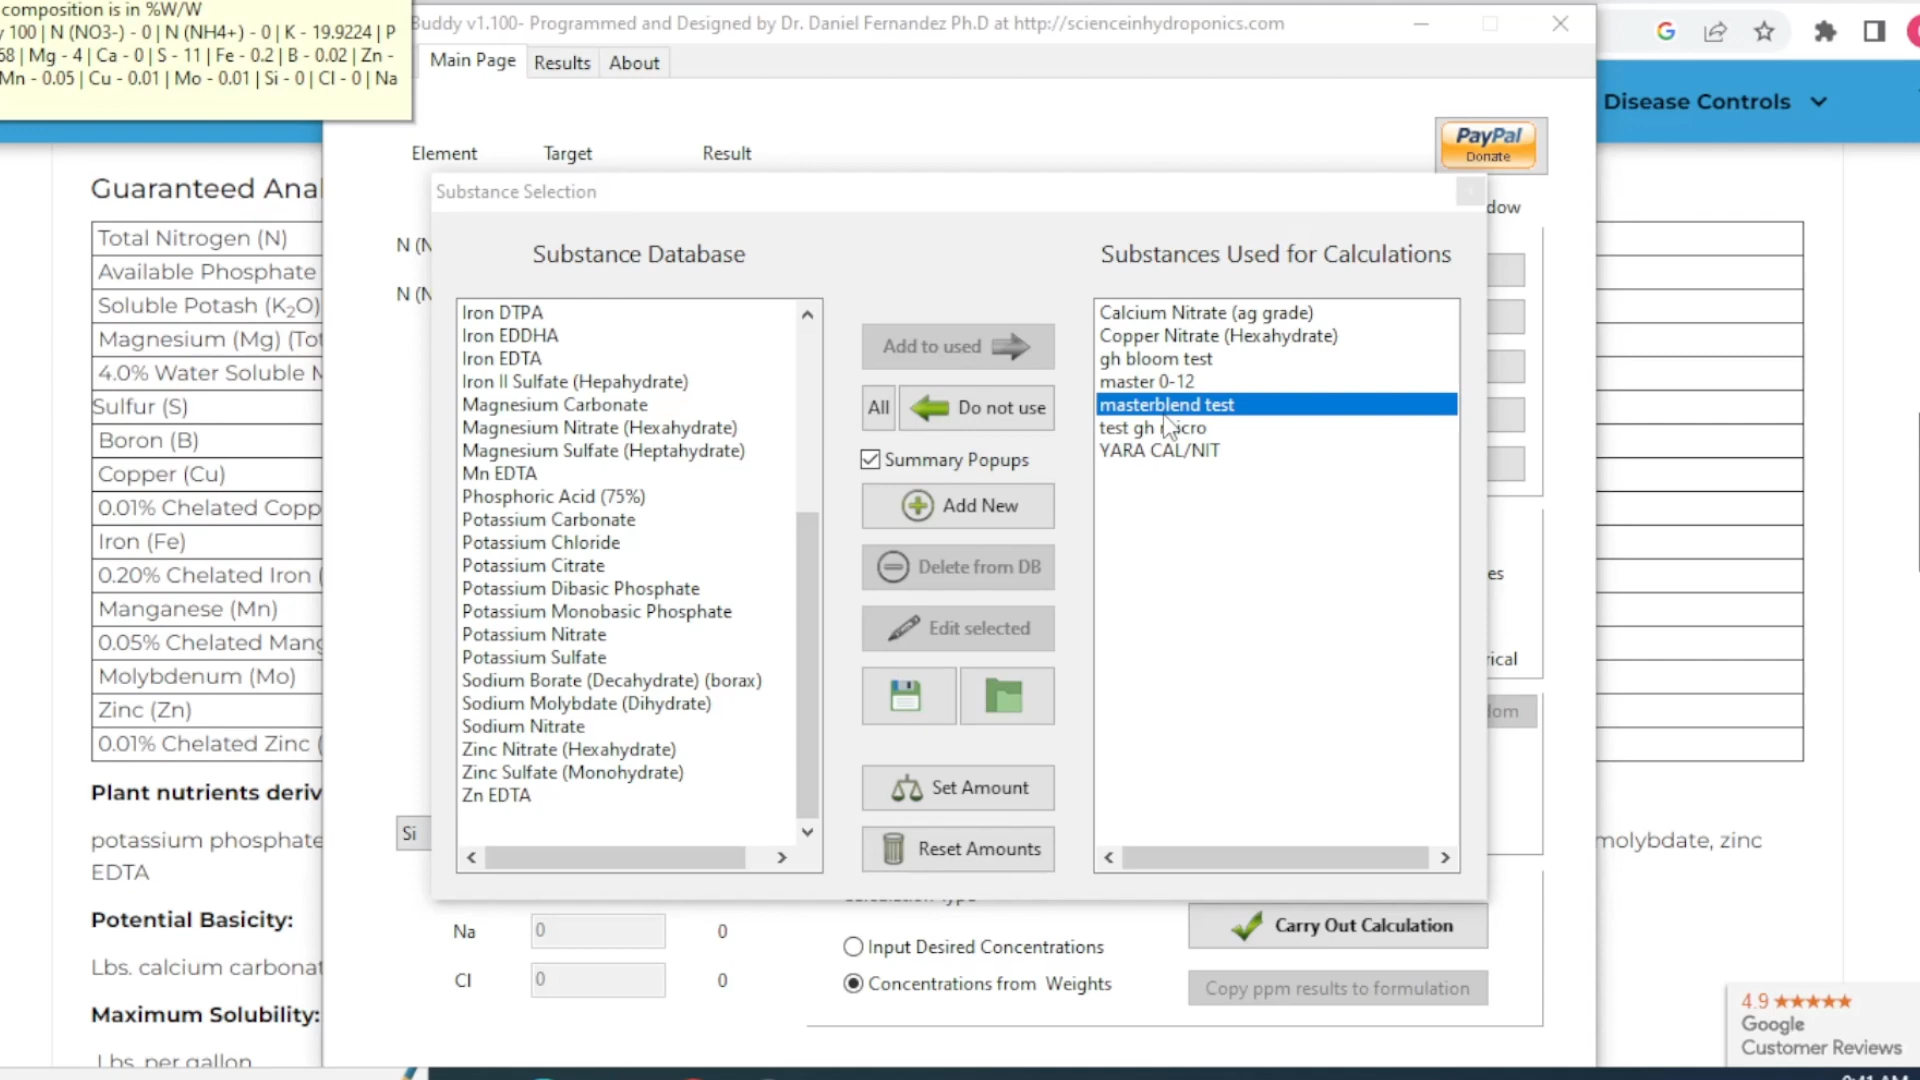 composition is in %W/W
100 | N (NO3-) - 0 | N (NH4+) - 0 | K - 19.9224 | P
58 | Mg - 4 | Ca - 0 | S - 11 | Fe - 0.2 | B - 0.02 | Zn -
Mn - 0.05 | Cu - 0.01 | Mo - 0.01 | Si - 0 | Cl - 0 | Na
Buddy v1.100- Programmed and Designed by Dr. Daniel Fernandez Ph.D at http://scienceinhydroponics.com
Main Page
Results
About
Disease Controls
PayPal
Donate
Element
Target
Result
Guaranteed Anal
Total Nitrogen (N)
Available Phosphate
Soluble Potash (K₂O)
Magnesium (Mg) (Tot
4.0% Water Soluble M
Sulfur (S)
Boron (B)
Copper (Cu)
0.01% Chelated Copp
Iron (Fe)
0.20% Chelated Iron (
Manganese (Mn)
0.05% Chelated Mang
Molybdenum (Mo)
Zinc (Zn)
0.01% Chelated Zinc (
Plant nutrients deriv
potassium phosphate
molybdate, zinc
EDTA
Potential Basicity:
Lbs. calcium carbonat
Maximum Solubility:
Lbs. per gallon
N (N
N (N
Si
Substance Selection
dow
Substance Database
Iron DTPA
Iron EDDHA
Iron EDTA
Iron II Sulfate (Hepahydrate)
Magnesium Carbonate
Magnesium Nitrate (Hexahydrate)
Magnesium Sulfate (Heptahydrate)
Mn EDTA
Phosphoric Acid (75%)
Potassium Carbonate
Potassium Chloride
Potassium Citrate
Potassium Dibasic Phosphate
Potassium Monobasic Phosphate
Potassium Nitrate
Potassium Sulfate
Sodium Borate (Decahydrate) (borax)
Sodium Molybdate (Dihydrate)
Sodium Nitrate
Zinc Nitrate (Hexahydrate)
Zinc Sulfate (Monohydrate)
Zn EDTA
Add to used
All
Do not use
Summary Popups
Add New
Delete from DB
Edit selected
Set Amount
Reset Amounts
Substances Used for Calculations
Calcium Nitrate (ag grade)
Copper Nitrate (Hexahydrate)
gh bloom test
master 0-12
masterblend test
test gh micro
YARA CAL/NIT
es
rical
lom
Na
0
0
Cl
0
0
Calculation Type
Input Desired Concentrations
Concentrations from Weights
Carry Out Calculation
Copy ppm results to formulation
4.9 ★★★★★
Google
Customer Reviews